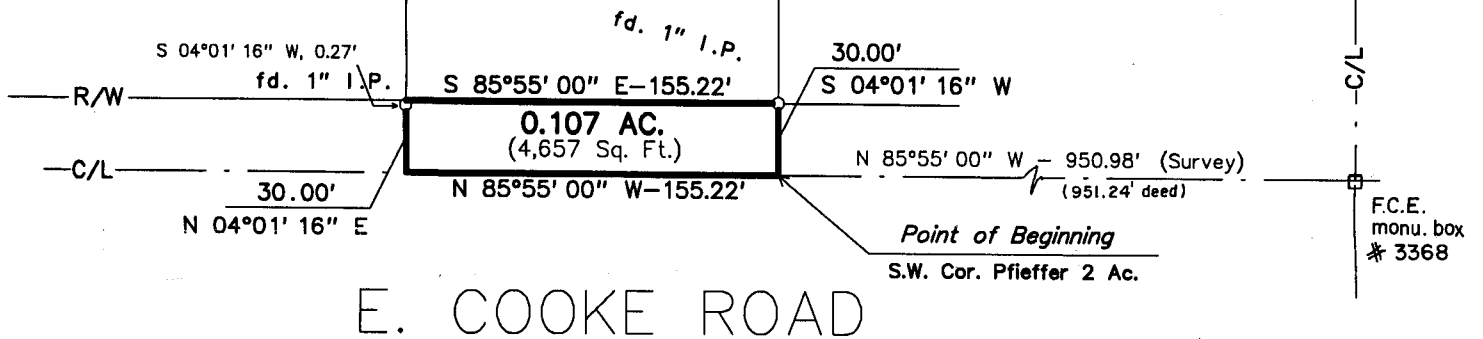 fd. 1" I.P.
S 04°01' 16" W, 0.27'
fd. 1" I.P.
30.00'
S 85°55' 00" E-155.22'
S 04°01' 16" W
R/W
C/L
0.107 AC.
(4,657 Sq. Ft.)
N 85°55' 00" W - 950.98' (Survey)
(951.24' deed)
C/L
30.00'
N 85°55' 00" W-155.22'
N 04°01' 16" E
F.C.E.
monu. box
# 3368
Point of Beginning
S.W. Cor. Pfieffer 2 Ac.
E. COOKE ROAD